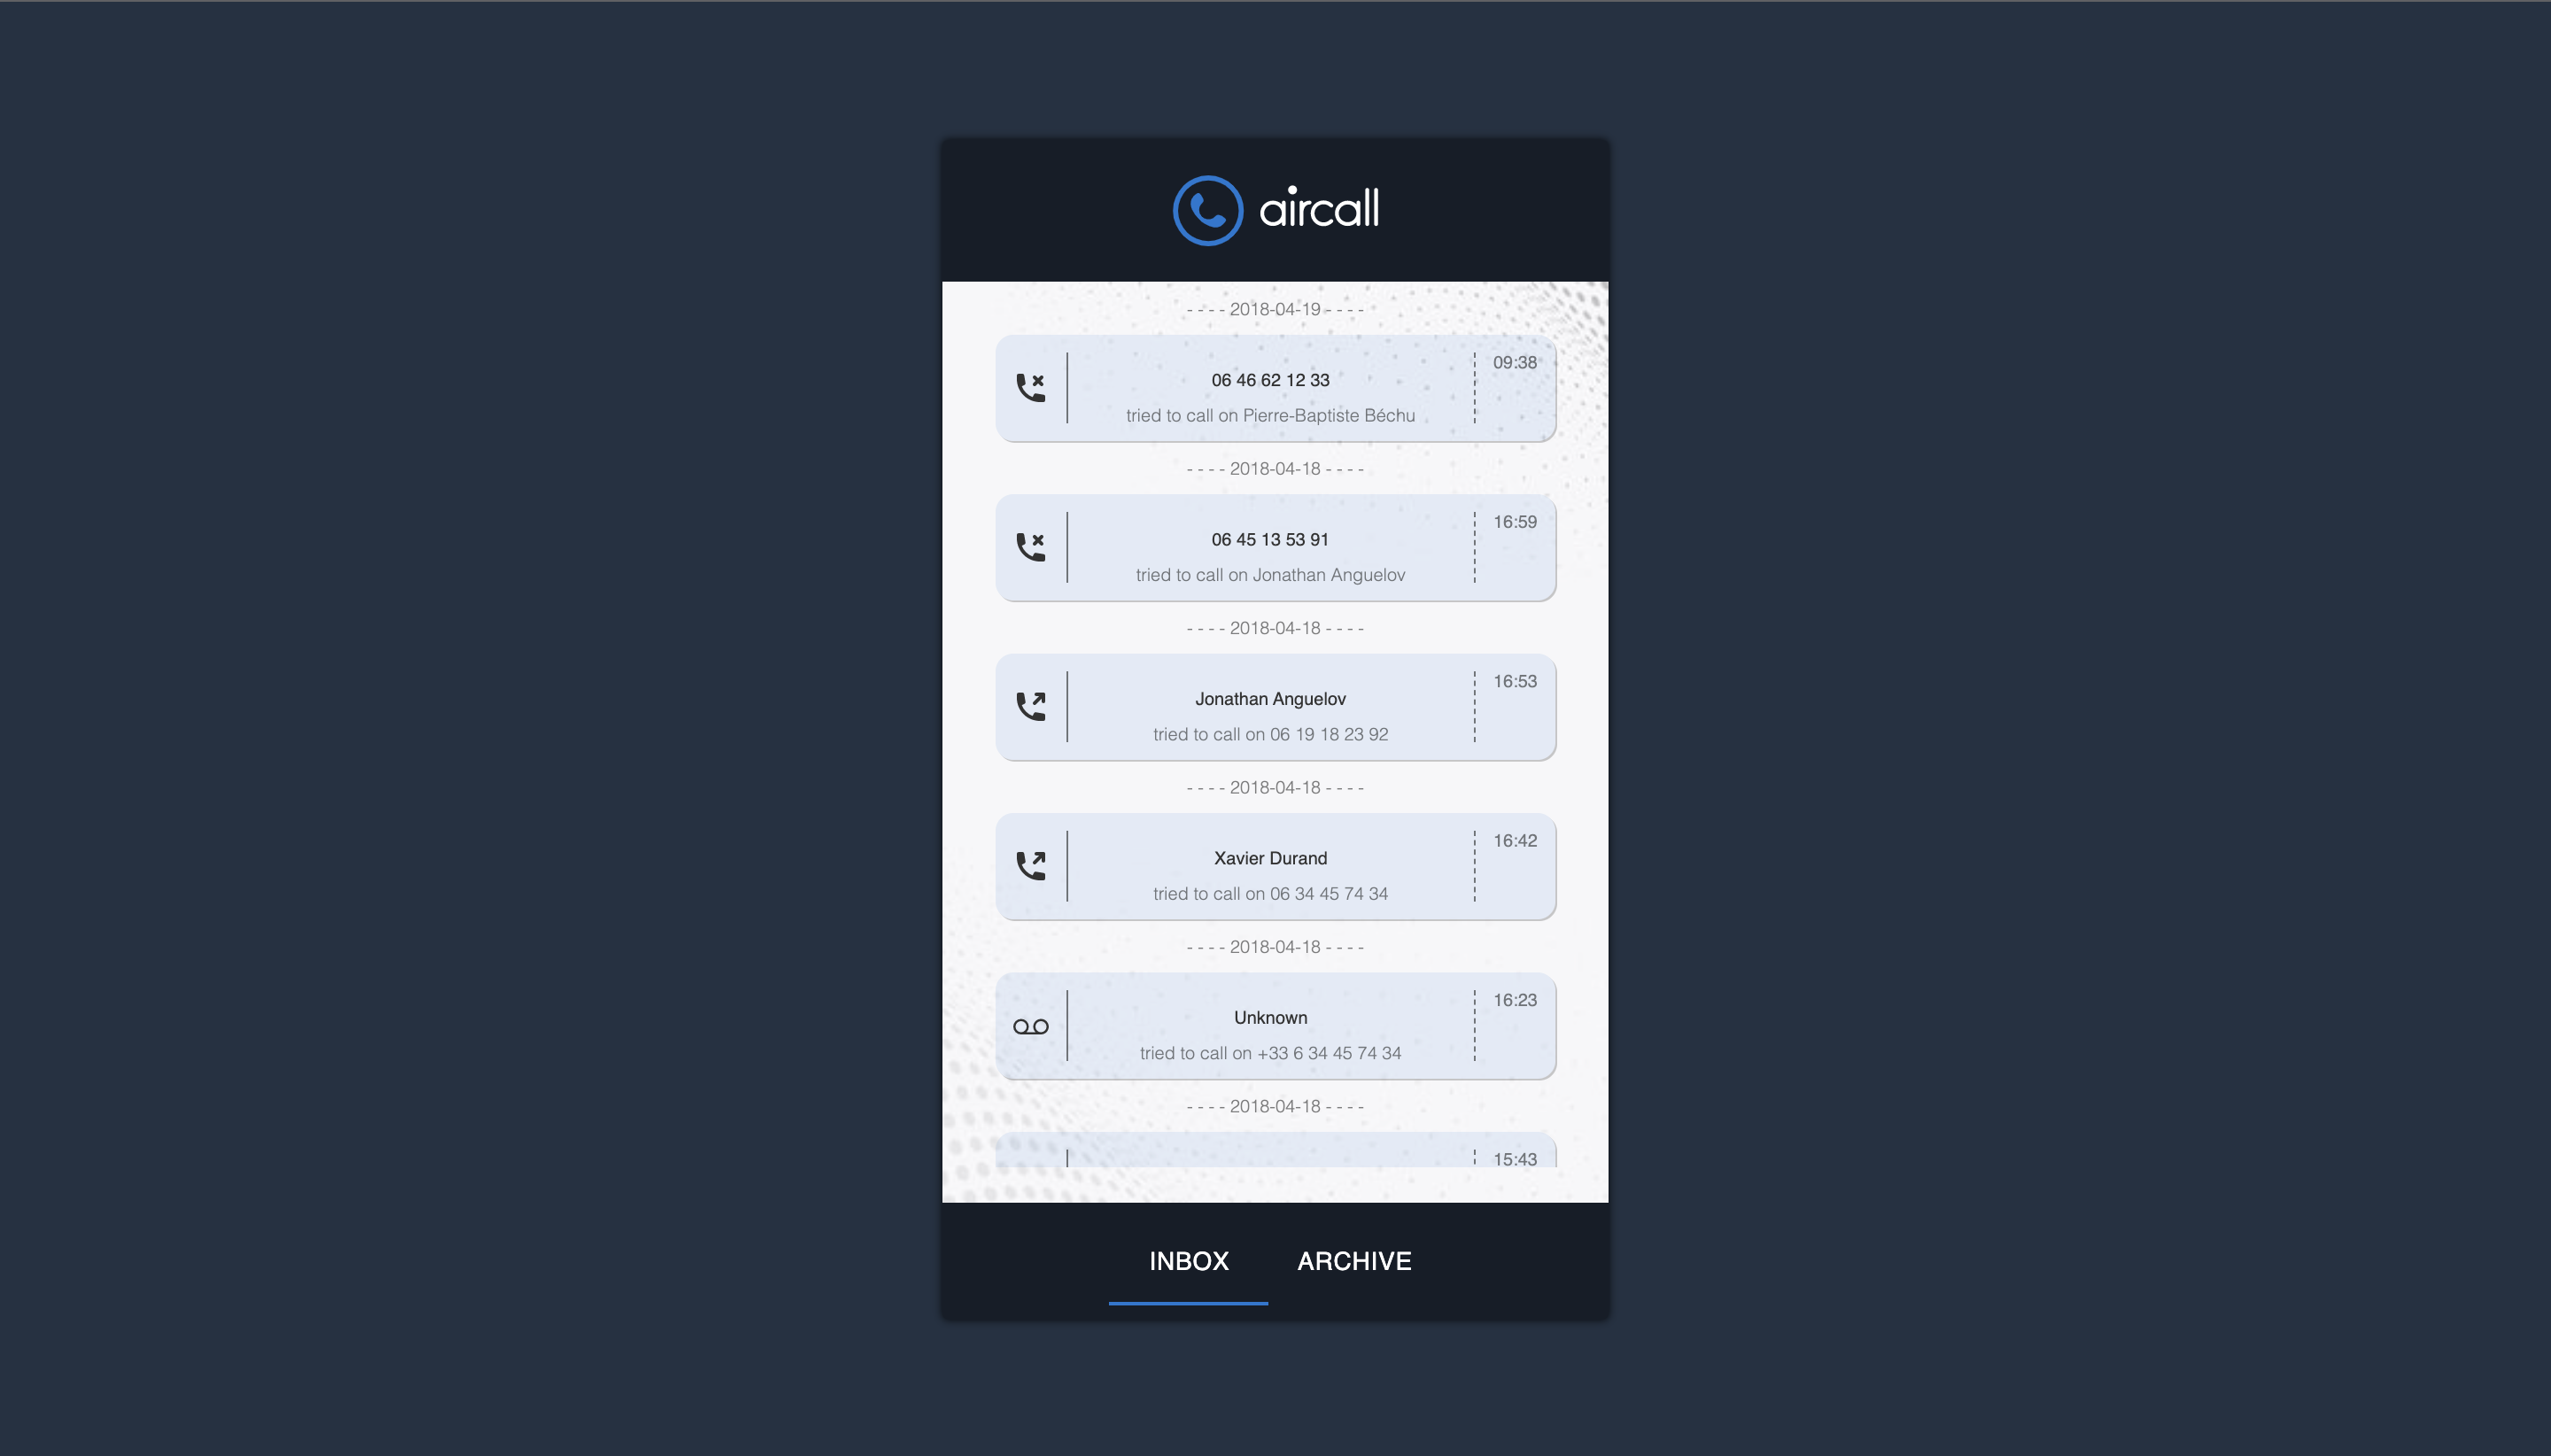 aircall
- - - - 2018-04-19 - - - -
09:38
06 46 62 12 33
tried to call on Pierre-Baptiste Béchu
- - - - 2018-04-18 - - - -
16:59
06 45 13 53 91
tried to call on Jonathan Anguelov
- - - - 2018-04-18 - - - -
16:53
Jonathan Anguelov
tried to call on 06 19 18 23 92
- - - - 2018-04-18 - - - -
16:42
Xavier Durand
tried to call on 06 34 45 74 34
- - - - 2018-04-18 - - - -
16:23
Unknown
tried to call on +33 6 34 45 74 34
- - - - 2018-04-18 - - - -
15:43
INBOX ARCHIVE